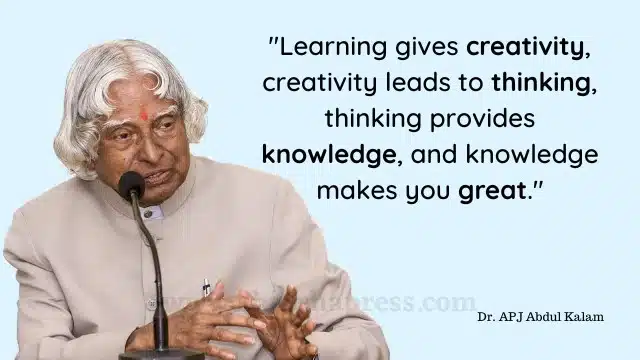 "Learning gives creativity,
creativity leads to thinking,
thinking provides
knowledge, and knowledge
makes you great."
Dr. APJ Abdul Kalam